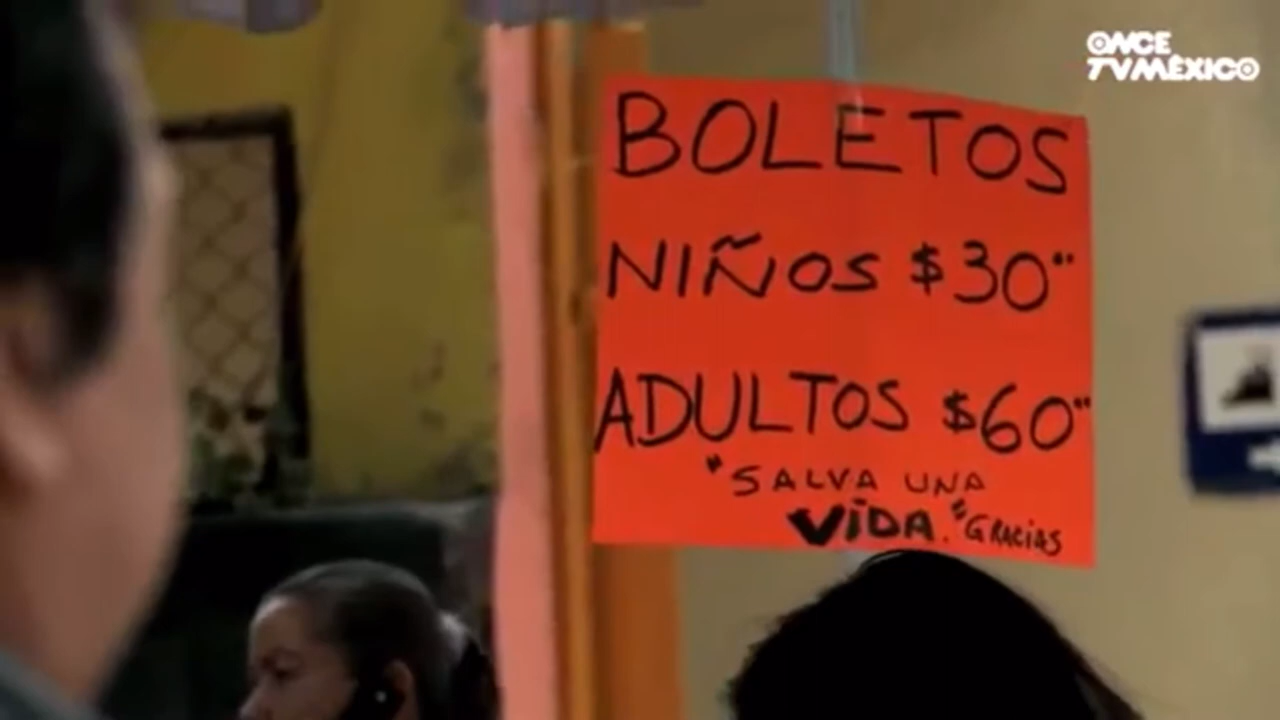 ONCE
TV MÉXICO
BOLETOS
NIÑOS $30"
ADULTOS $60"
"SALVA UNA
VIDA." GRACIAS